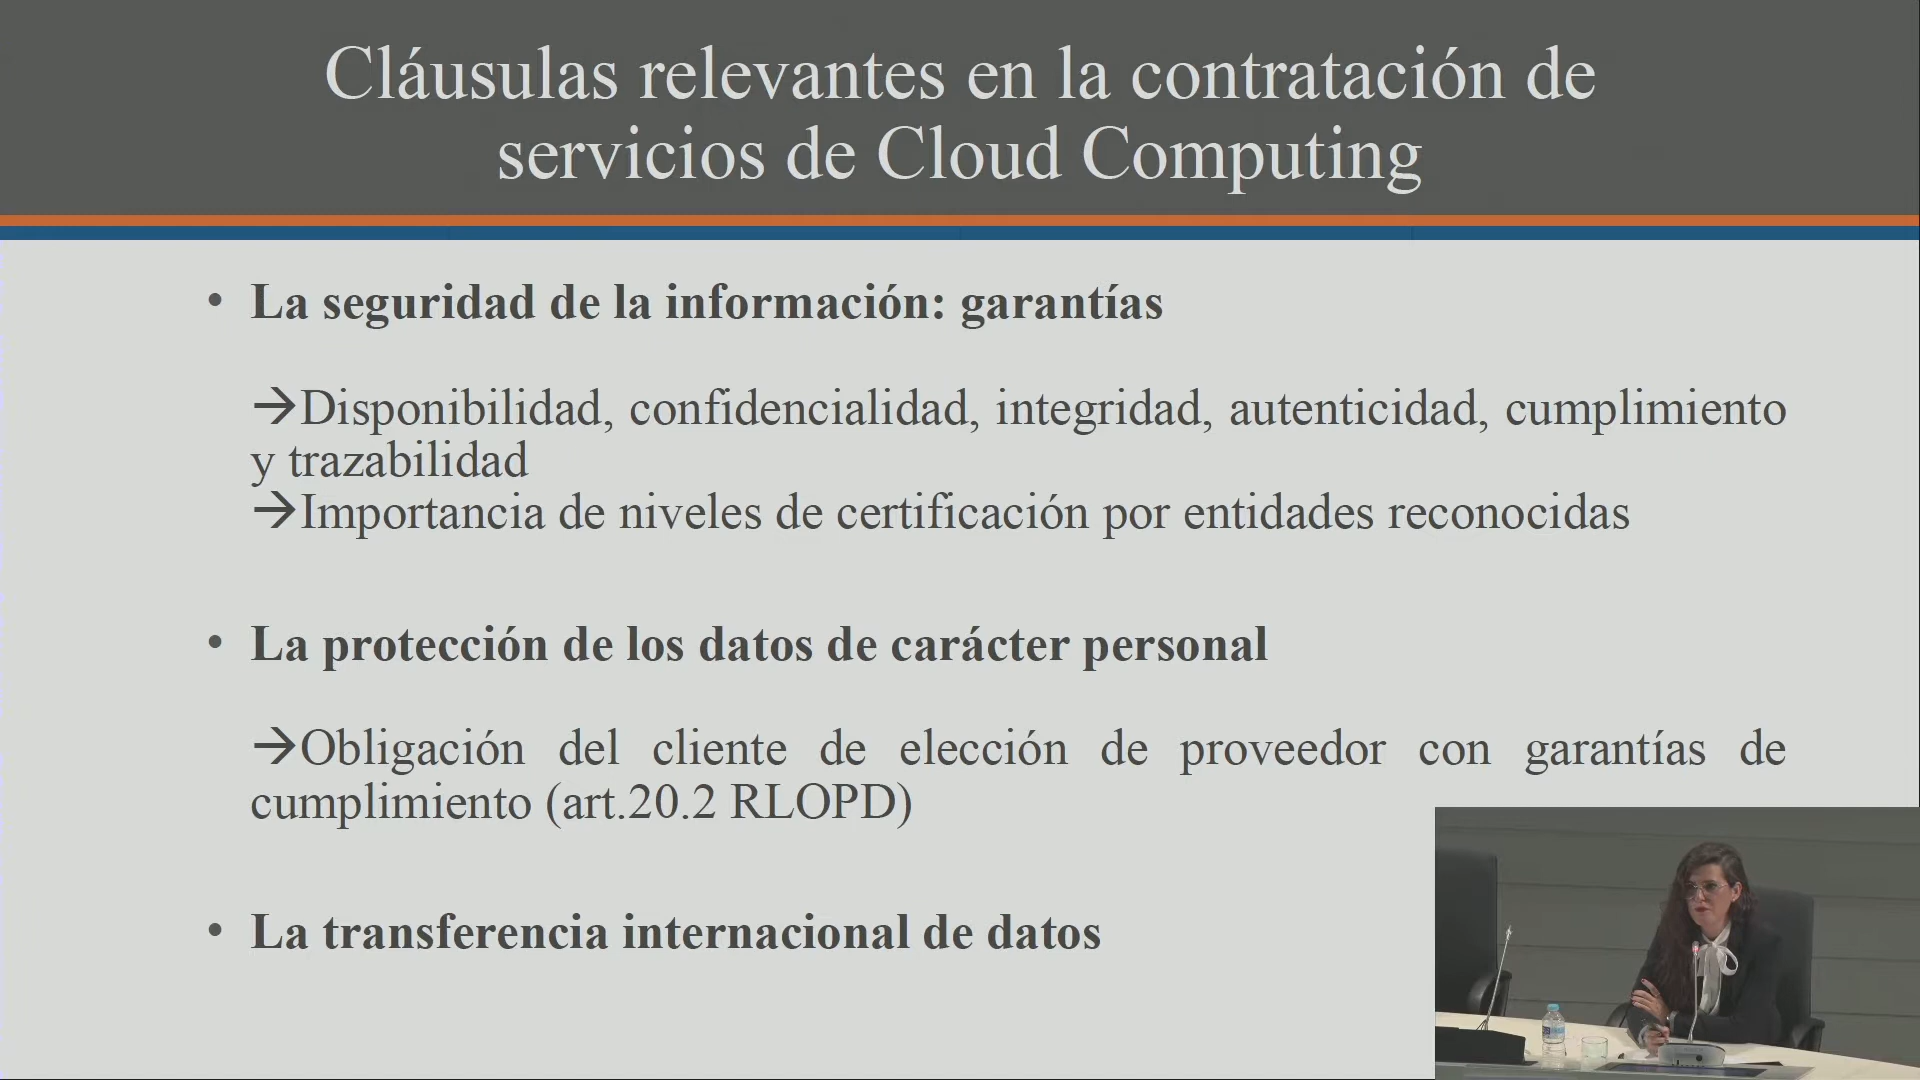 Cláusulas relevantes en la contratación de
servicios de Cloud Computing
• La seguridad de la información: garantías
→Disponibilidad, confidencialidad, integridad, autenticidad, cumplimiento
y trazabilidad
→Importancia de niveles de certificación por entidades reconocidas
• La protección de los datos de carácter personal
→Obligación del cliente de elección de proveedor con garantías de
cumplimiento (art.20.2 RLOPD)
• La transferencia internacional de datos